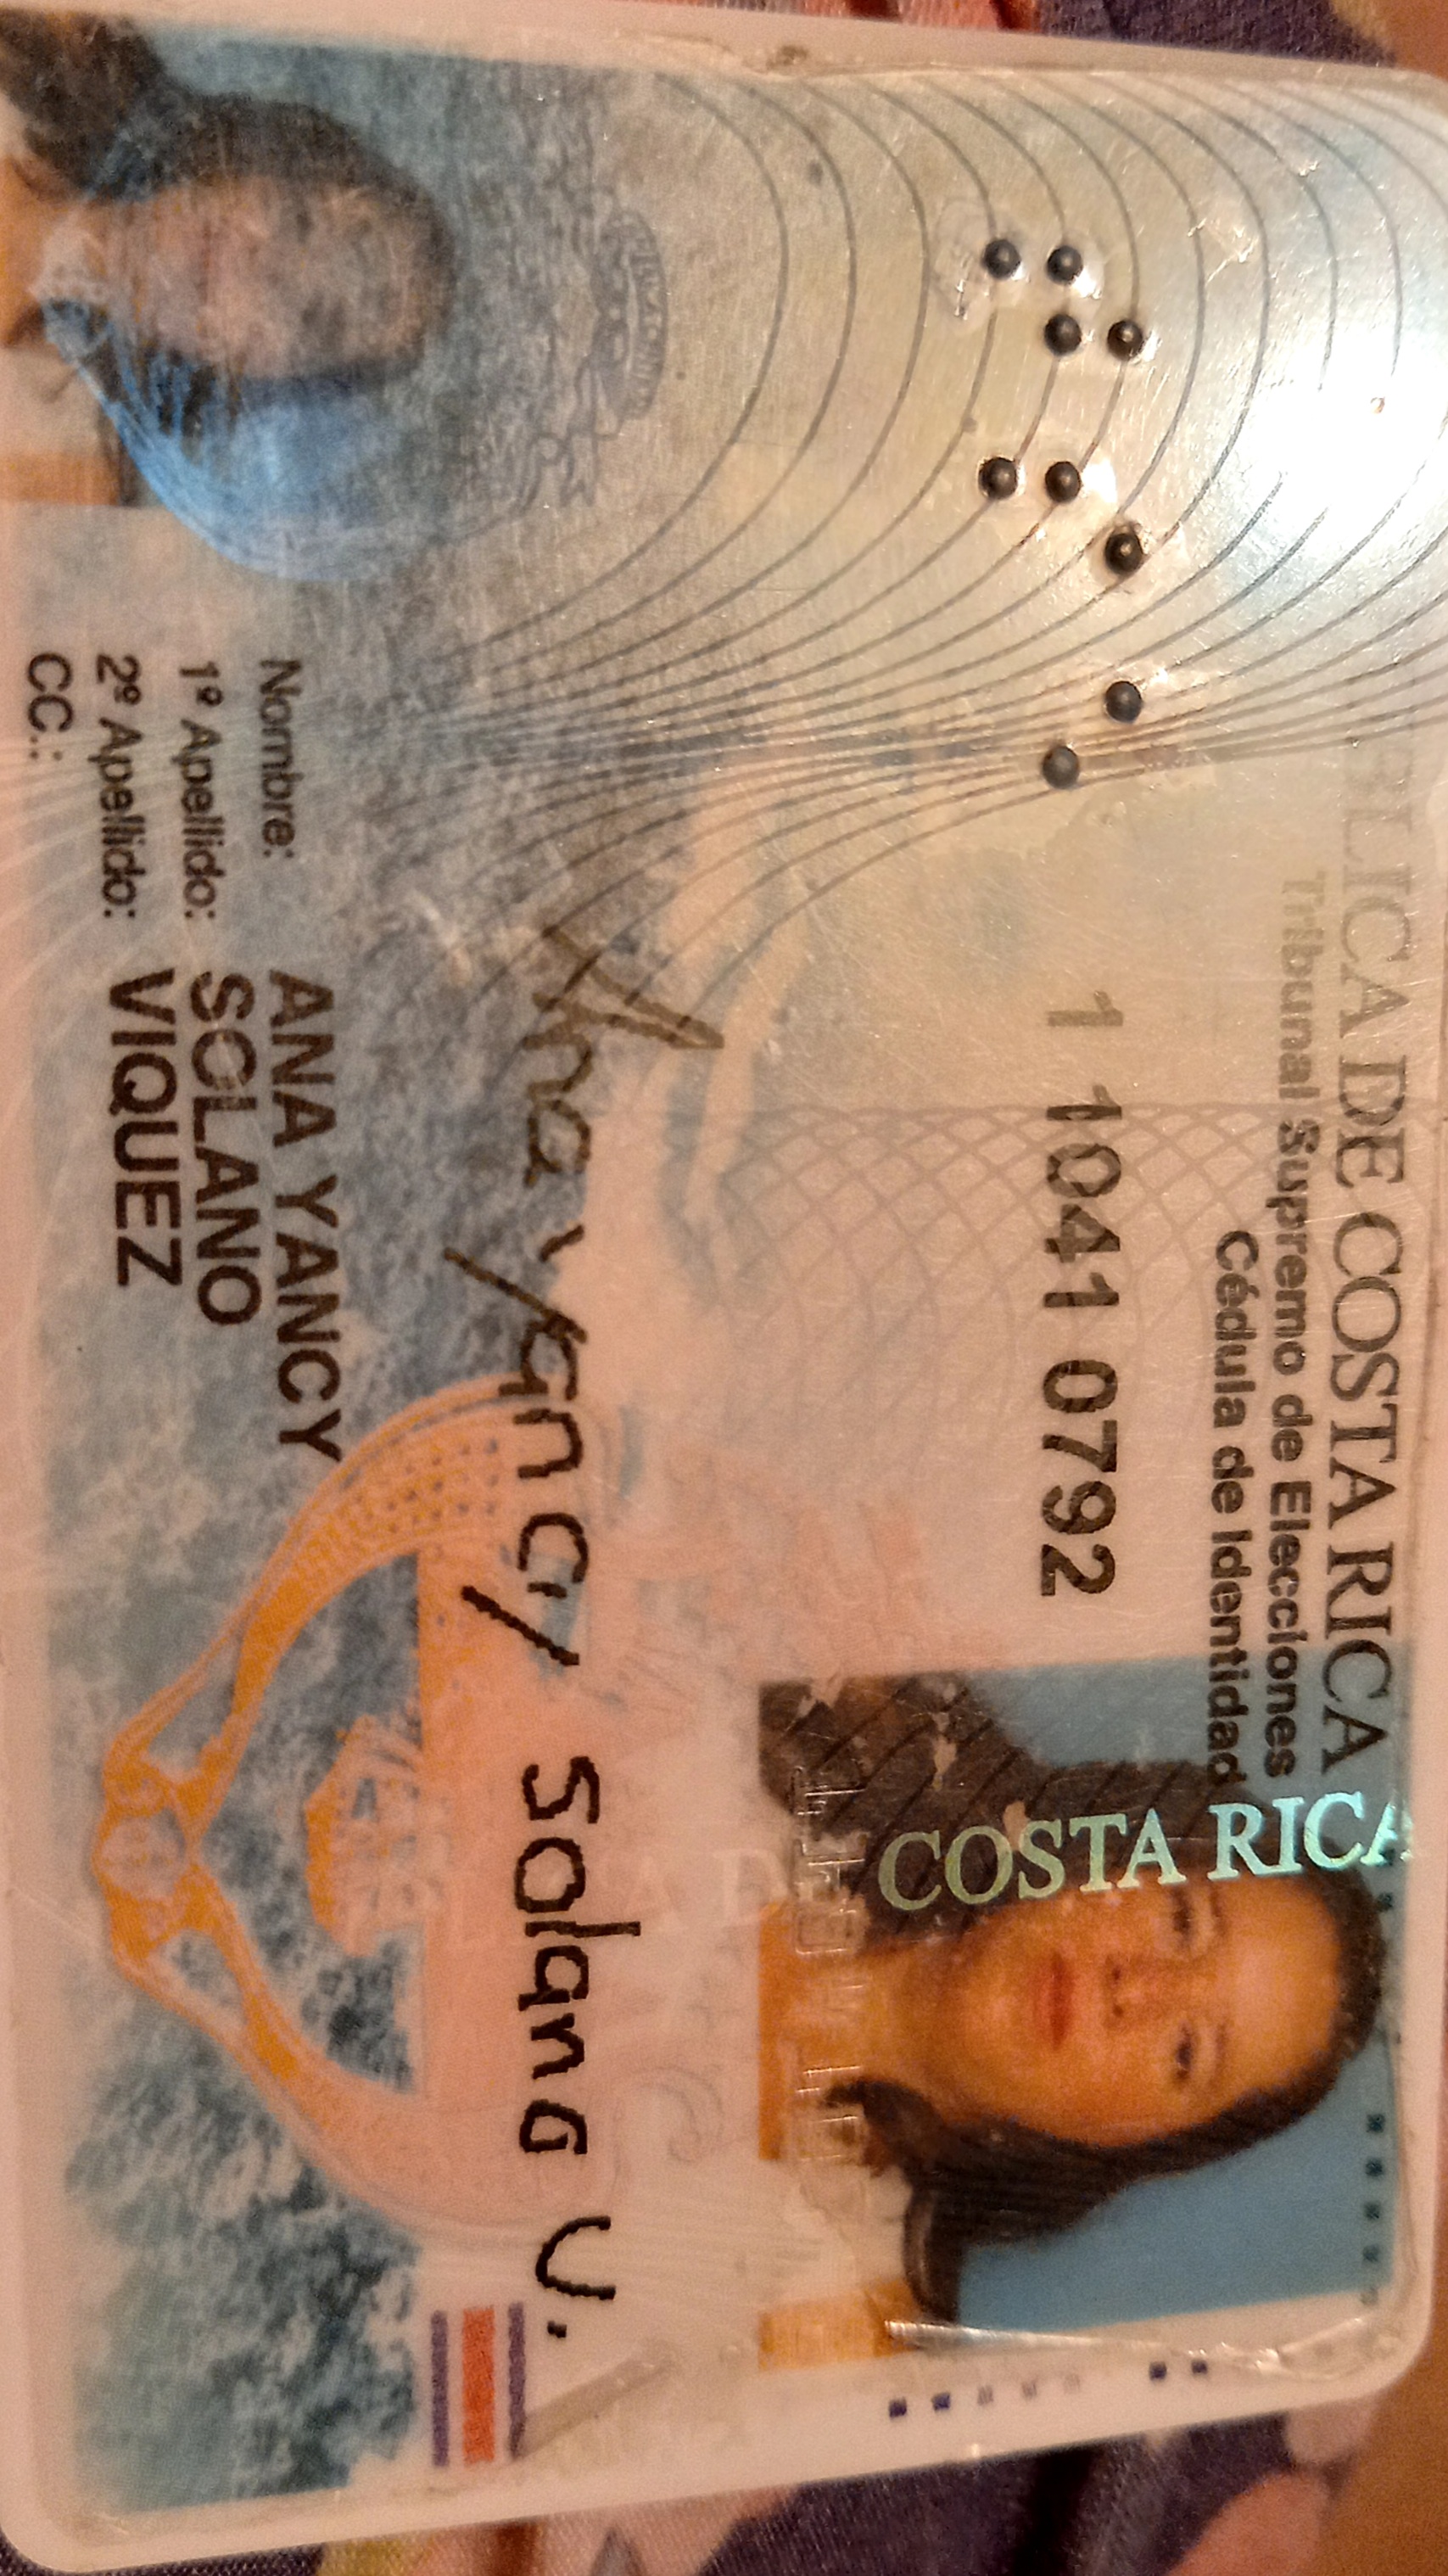 LICA DE COSTA RICA
Tribunal Supremo de Elecciones
Cédula de Identidad
COSTA RICA
1 1041 0792
Ana Yancy Solano V.
Nombre: ANA YANCY
1º Apellido: SOLANO
2º Apellido: VIQUEZ
CC.: